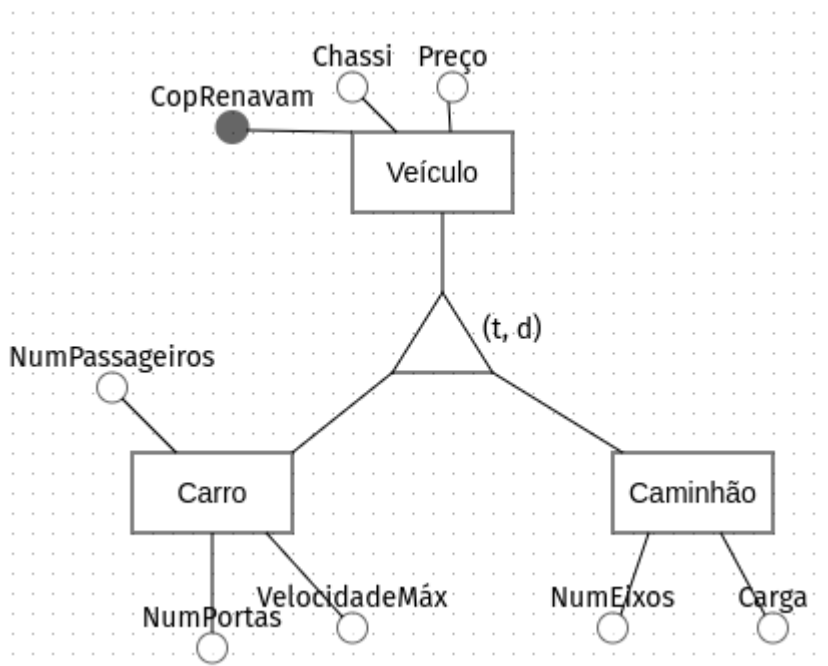 Chassi
Preço
CopRenavam
Veículo
(t, d)
NumPassageiros
Carro
Caminhão
NumPortas
VelocidadeMáx
NumEixos
Carga